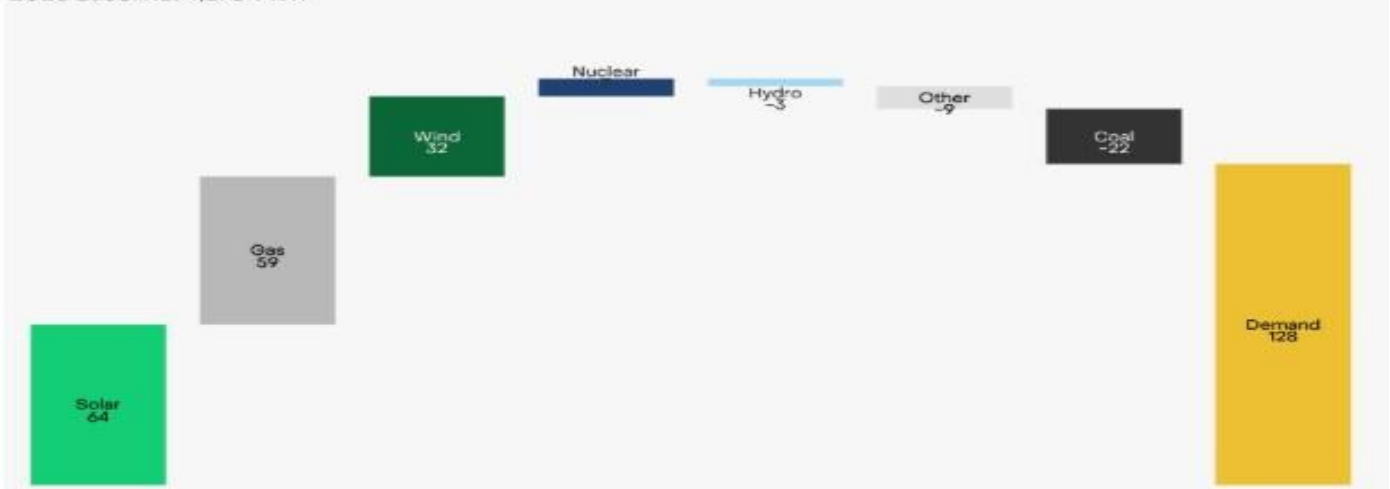 Solar
64
Gas
59
Wind
32
Nuclear
Hydro
-3
Other
-9
Coal
-22
Demand
128